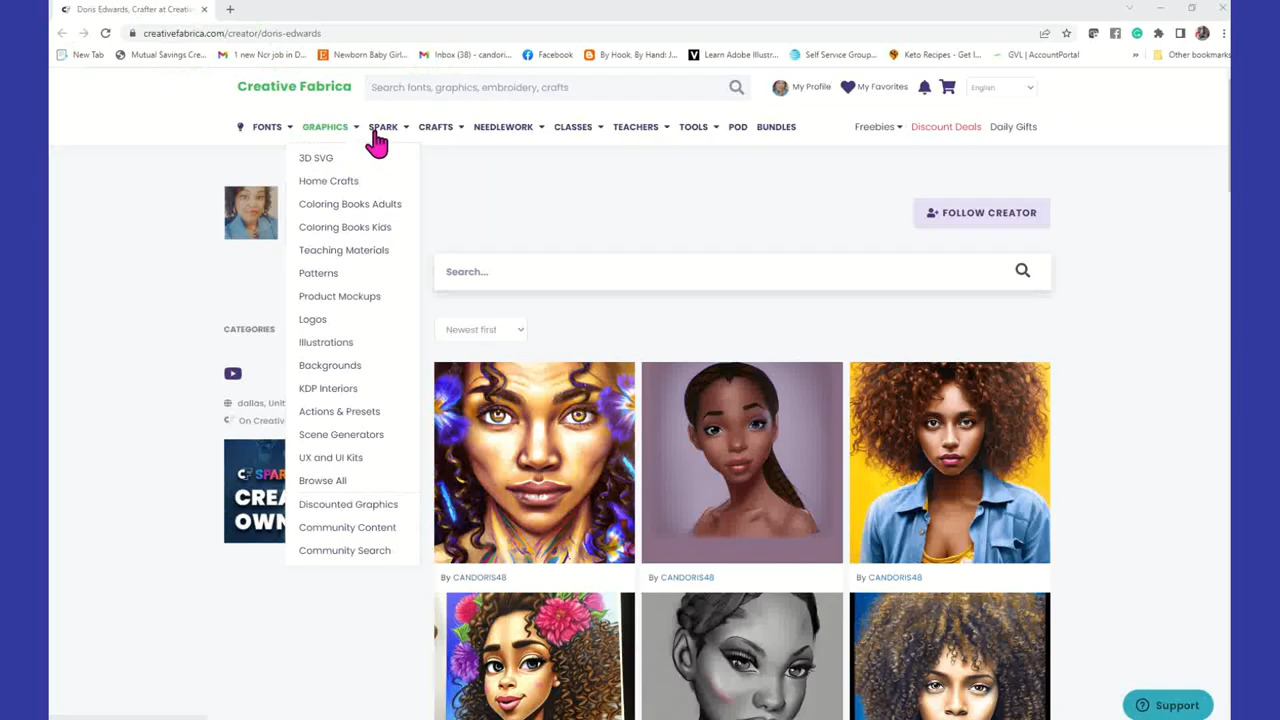 Doris Edwards, Crafter at Creativ
creativefabrica.com/creator/doris-edwards
New Tab Mutual Savings Cre... 1 new Ncr job in D... Newborn Baby Girl... Inbox (38) - candori... Facebook By Hook, By Hand: J... Learn Adobe Illustr... Self Service Group... Keto Recipes - Get I... GVL | AccountPortal » Other bookmarks
Creative Fabrica Search fonts, graphics, embroidery, crafts My Profile My Favorites English
FONTS GRAPHICS SPARK CRAFTS NEEDLEWORK CLASSES TEACHERS TOOLS POD BUNDLES Freebies Discount Deals Daily Gifts
3D SVG
Home Crafts
Coloring Books Adults
Coloring Books Kids
Teaching Materials
Patterns
Product Mockups
Logos
Illustrations
Backgrounds
KDP Interiors
Actions & Presets
Scene Generators
UX and UI Kits
Browse All
Discounted Graphics
Community Content
Community Search
FOLLOW CREATOR
Search...
CATEGORIES
Newest first
dallas, Unit
On Creativ
CF SPAR
CREA
OWN
By CANDORIS48
By CANDORIS48
By CANDORIS48
Support